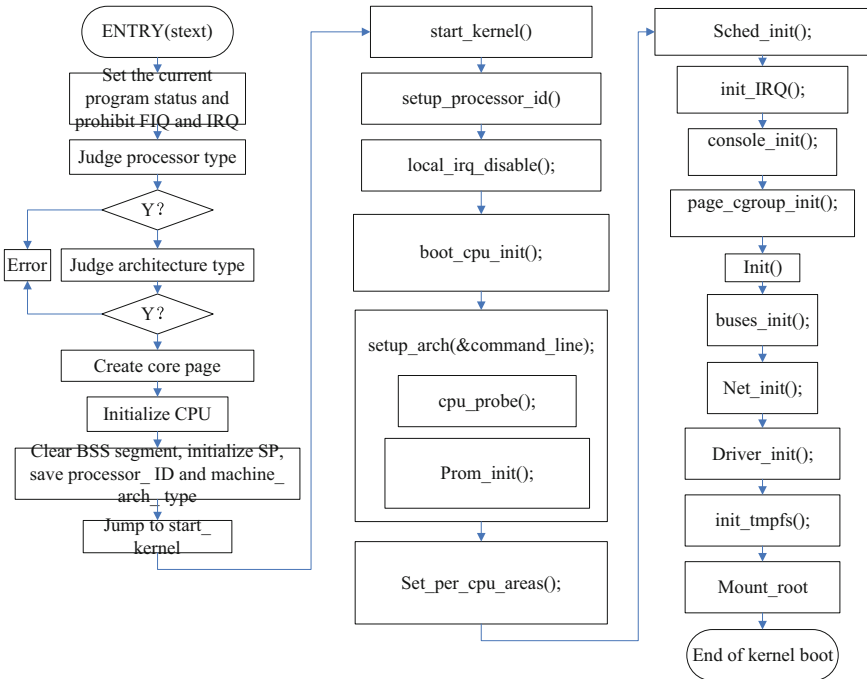 ENTRY(stext)
Set the current
program status and
prohibit FIQ and IRQ
Judge processor type
Y?
Error
Judge architecture type
Y?
Create core page
Initialize CPU
Clear BSS segment, initialize SP,
save processor_ ID and machine_
arch_ type
Jump to start_
kernel
start_kernel()
setup_processor_id()
local_irq_disable();
boot_cpu_init();
setup_arch(&command_line);
cpu_probe();
Prom_init();
Set_per_cpu_areas();
Sched_init();
init_IRQ();
console_init();
page_cgroup_init();
Init()
buses_init();
Net_init();
Driver_init();
init_tmpfs();
Mount_root
End of kernel boot